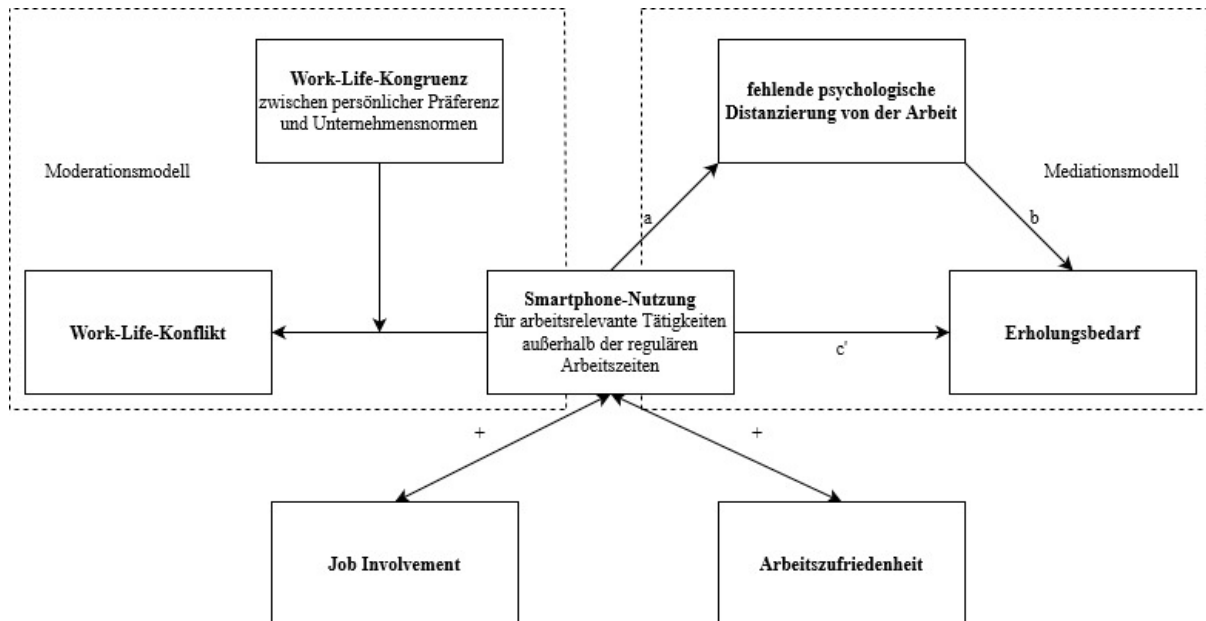 Work-Life-Kongruenz
zwischen persönlicher Präferenz
und Unternehmensnormen
fehlende psychologische
Distanzierung von der Arbeit
Moderationsmodell
Mediationsmodell
a
b
Work-Life-Konflikt
Smartphone-Nutzung
für arbeitsrelevante Tätigkeiten
außerhalb der regulären
Arbeitszeiten
c'
Erholungsbedarf
+
+
Job Involvement
Arbeitszufriedenheit